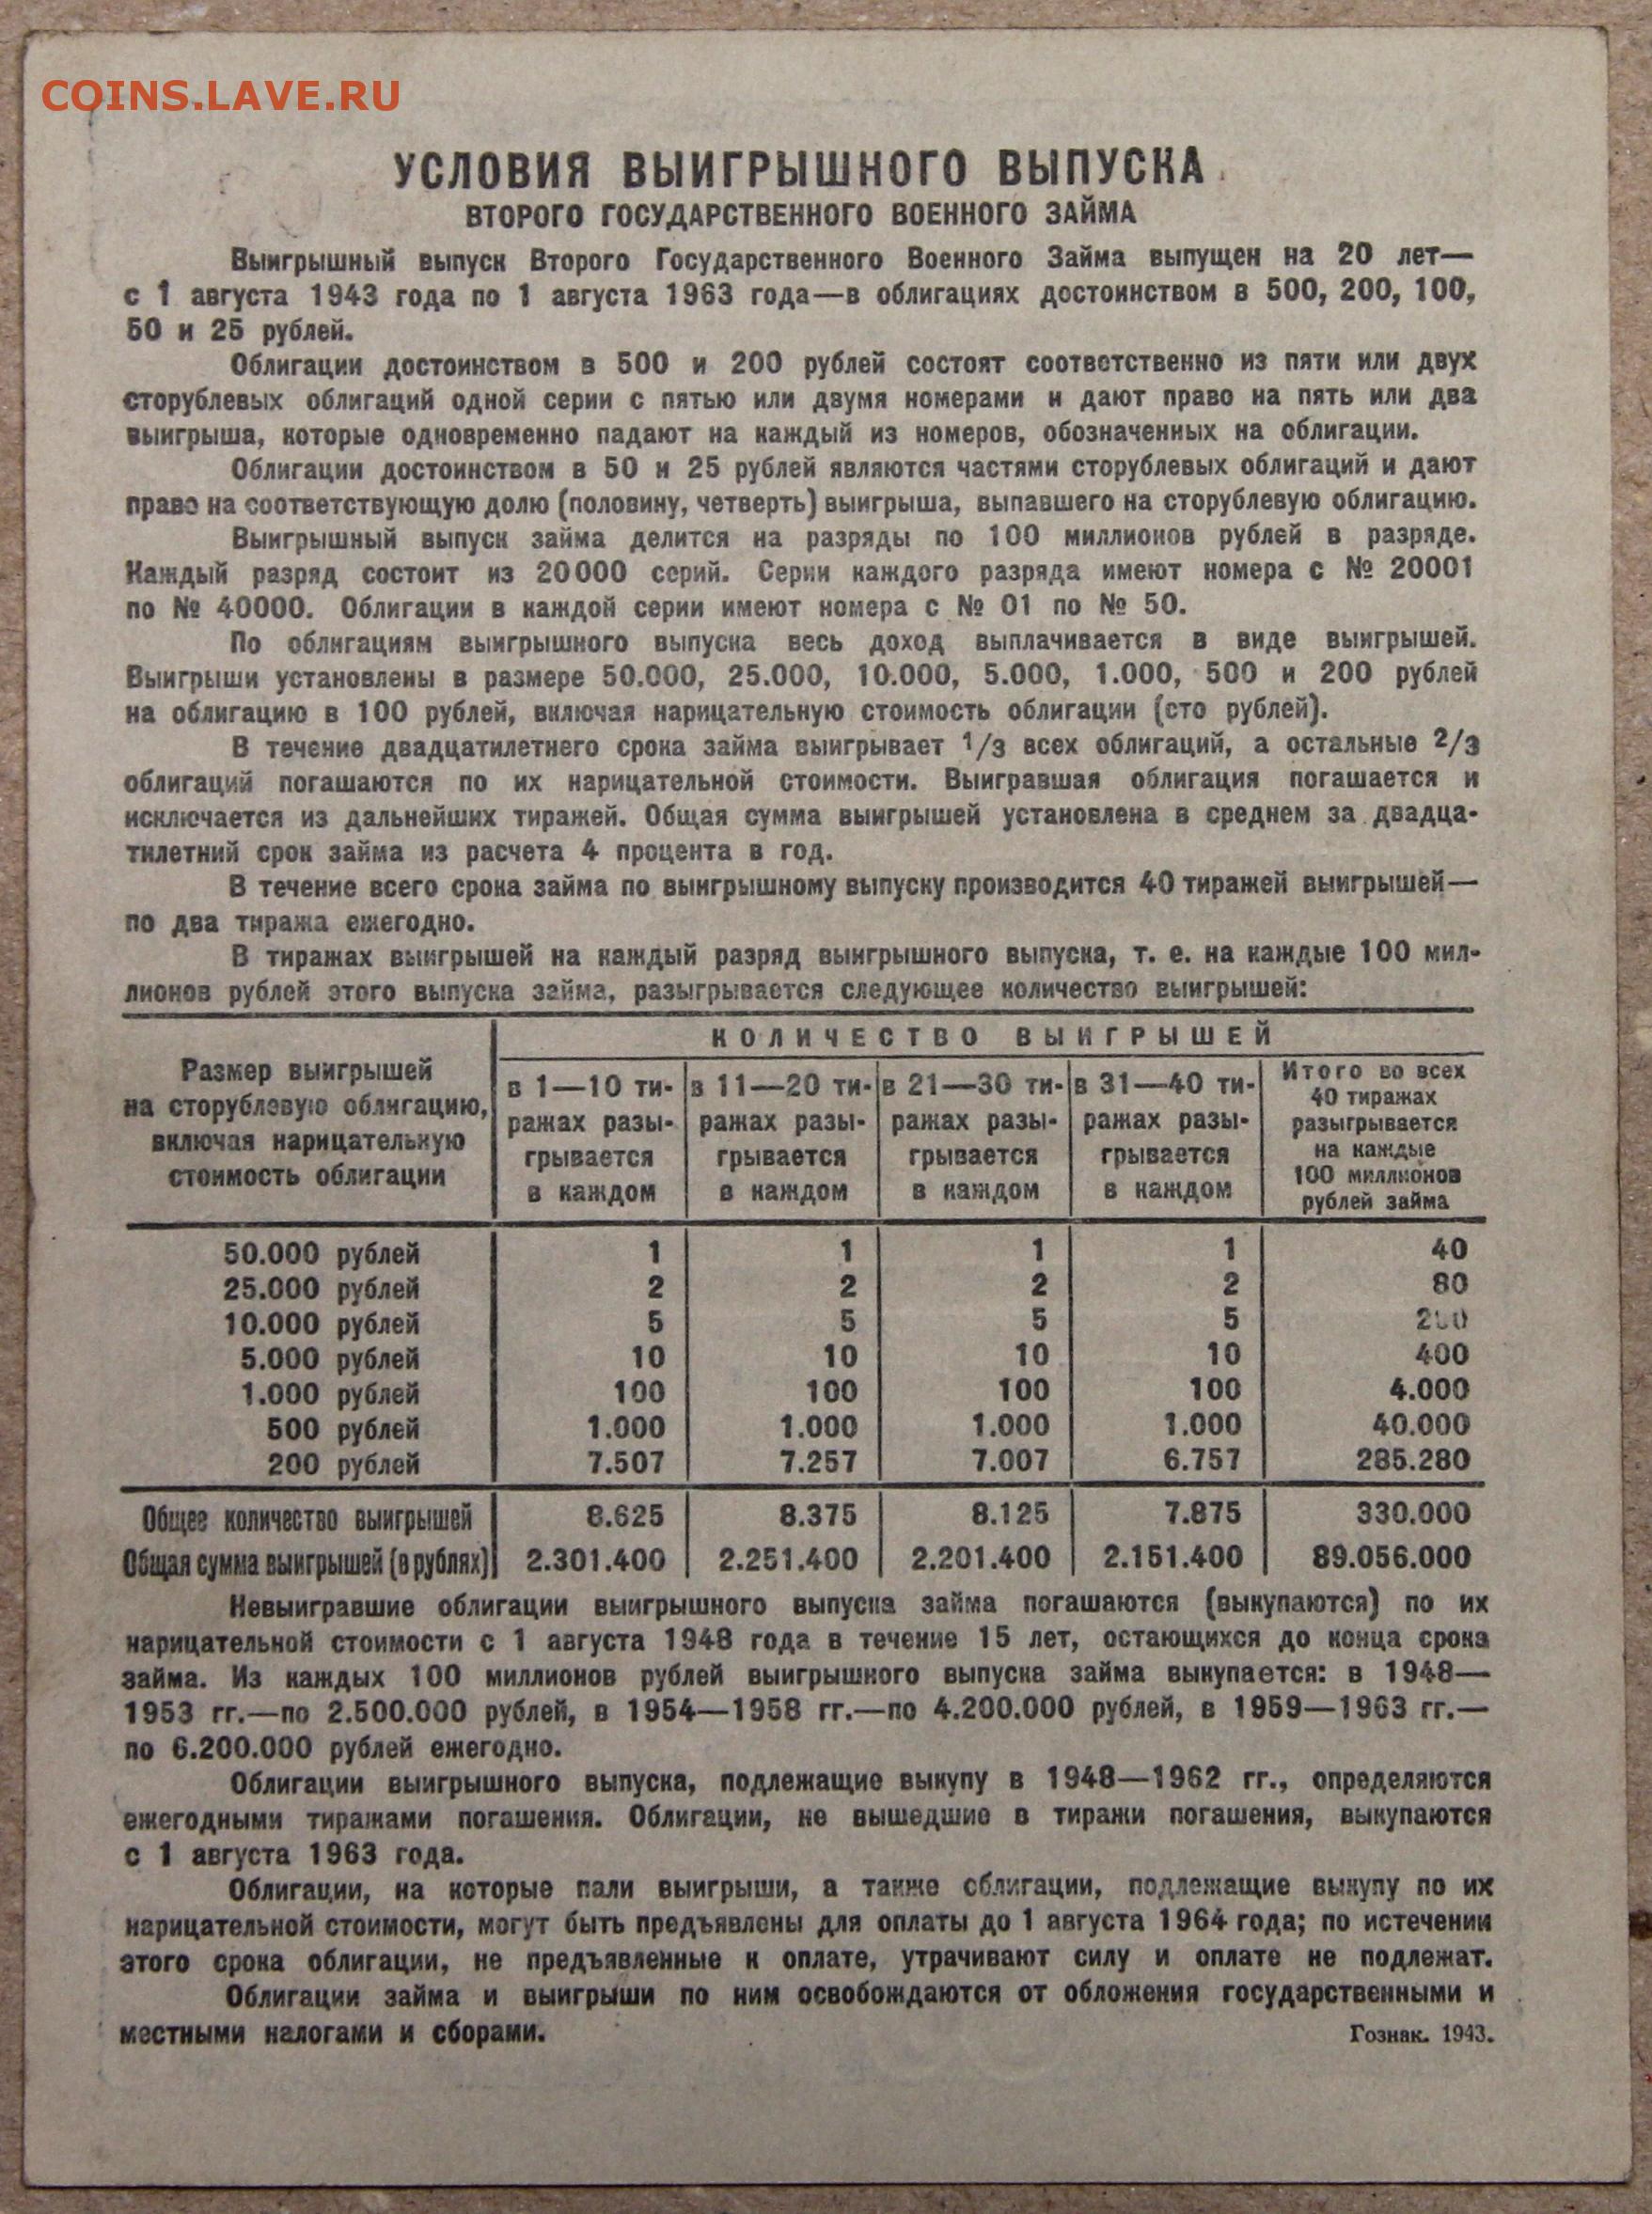 COINS.LAVE.RU
УСЛОВИЯ ВЫИГРЫШНОГО ВЫПУСКА
ВТОРОГО ГОСУДАРСТВЕННОГО ВОЕННОГО ЗАЙМА
Выигрышный выпуск Второго Государственного Военного Займа выпущен на 20 лет—
с 1 августа 1943 года по 1 августа 1963 года—в облигациях достоинством в 500, 200, 100,
50 и 25 рублей.
Облигации достоинством в 500 и 200 рублей состоят соответственно из пяти или двух
сторублевых облигаций одной серии с пятью или двумя номерами и дают право на пять или два
выигрыша, которые одновременно падают на каждый из номеров, обозначенных на облигации.
Облигации достоинством в 50 и 25 рублей являются частями сторублевых облигаций и дают
право на соответствующую долю (половину, четверть) выигрыша, выпавшего на сторублевую облигацию.
Выигрышный выпуск займа делится на разряды по 100 миллионов рублей в разряде.
Каждый разряд состоит из 20000 серий. Серии каждого разряда имеют номера с № 20001
по № 40000. Облигации в каждой серии имеют номера с № 01 по № 50.
По облигациям выигрышного выпуска весь доход выплачивается в виде выигрышей.
Выигрыши установлены в размере 50.000, 25.000, 10.000, 5.000, 1.000, 500 и 200 рублей
на облигацию в 100 рублей, включая нарицательную стоимость облигации (сто рублей).
В течение двадцатилетнего срока займа выигрывает 1/3 всех облигаций, а остальные 2/3
облигаций погашаются по их нарицательной стоимости. Выигравшая облигация погашается и
исключается из дальнейших тиражей. Общая сумма выигрышей установлена в среднем за двадца-
тилетний срок займа из расчета 4 процента в год.
В течение всего срока займа по выигрышному выпуску производится 40 тиражей выигрышей—
по два тиража ежегодно.
В тиражах выигрышей на каждый разряд выигрышного выпуска, т. е. на каждые 100 мил-
лионов рублей этого выпуска займа, разыгрывается следующее количество выигрышей:
КОЛИЧЕСТВО ВЫИГРЫШЕЙ
Размер выигрышей
на сторублевую облигацию,
включая нарицательную
стоимость облигации
в 1—10 ти-
ражах разы-
грывается
в каждом
в 11—20 ти-
ражах разы-
грывается
в каждом
в 21—30 ти-
ражах разы-
грывается
в каждом
в 31—40 ти-
ражах разы-
грывается
в каждом
Итого во всех
40 тиражах
разыгрывается
на каждые
100 миллионов
рублей займа
50.000 рублей 1 1 1 1 40
25.000 рублей 2 2 2 2 80
10.000 рублей 5 5 5 5 200
5.000 рублей 10 10 10 10 400
1.000 рублей 100 100 100 100 4.000
500 рублей 1.000 1.000 1.000 1.000 40.000
200 рублей 7.507 7.257 7.007 6.757 285.280
Общее количество выигрышей 8.625 8.375 8.125 7.875 330.000
Общая сумма выигрышей (в рублях) 2.301.400 2.251.400 2.201.400 2.151.400 89.056.000
Невыигравшие облигации выигрышного выпуска займа погашаются (выкупаются) по их
нарицательной стоимости с 1 августа 1948 года в течение 15 лет, остающихся до конца срока
займа. Из каждых 100 миллионов рублей выигрышного выпуска займа выкупается: в 1948—
1953 гг.—по 2.500.000 рублей, в 1954—1958 гг.—по 4.200.000 рублей, в 1959—1963 гг.—
по 6.200.000 рублей ежегодно.
Облигации выигрышного выпуска, подлежащие выкупу в 1948—1962 гг., определяются
ежегодными тиражами погашения. Облигации, не вышедшие в тиражи погашения, выкупаются
с 1 августа 1963 года.
Облигации, на которые пали выигрыши, а также облигации, подлежащие выкупу по их
нарицательной стоимости, могут быть предъявлены для оплаты до 1 августа 1964 года; по истечении
этого срока облигации, не предъявленные к оплате, утрачивают силу и оплате не подлежат.
Облигации займа и выигрыши по ним освобождаются от обложения государственными и
местными налогами и сборами.
Гознак. 1943.